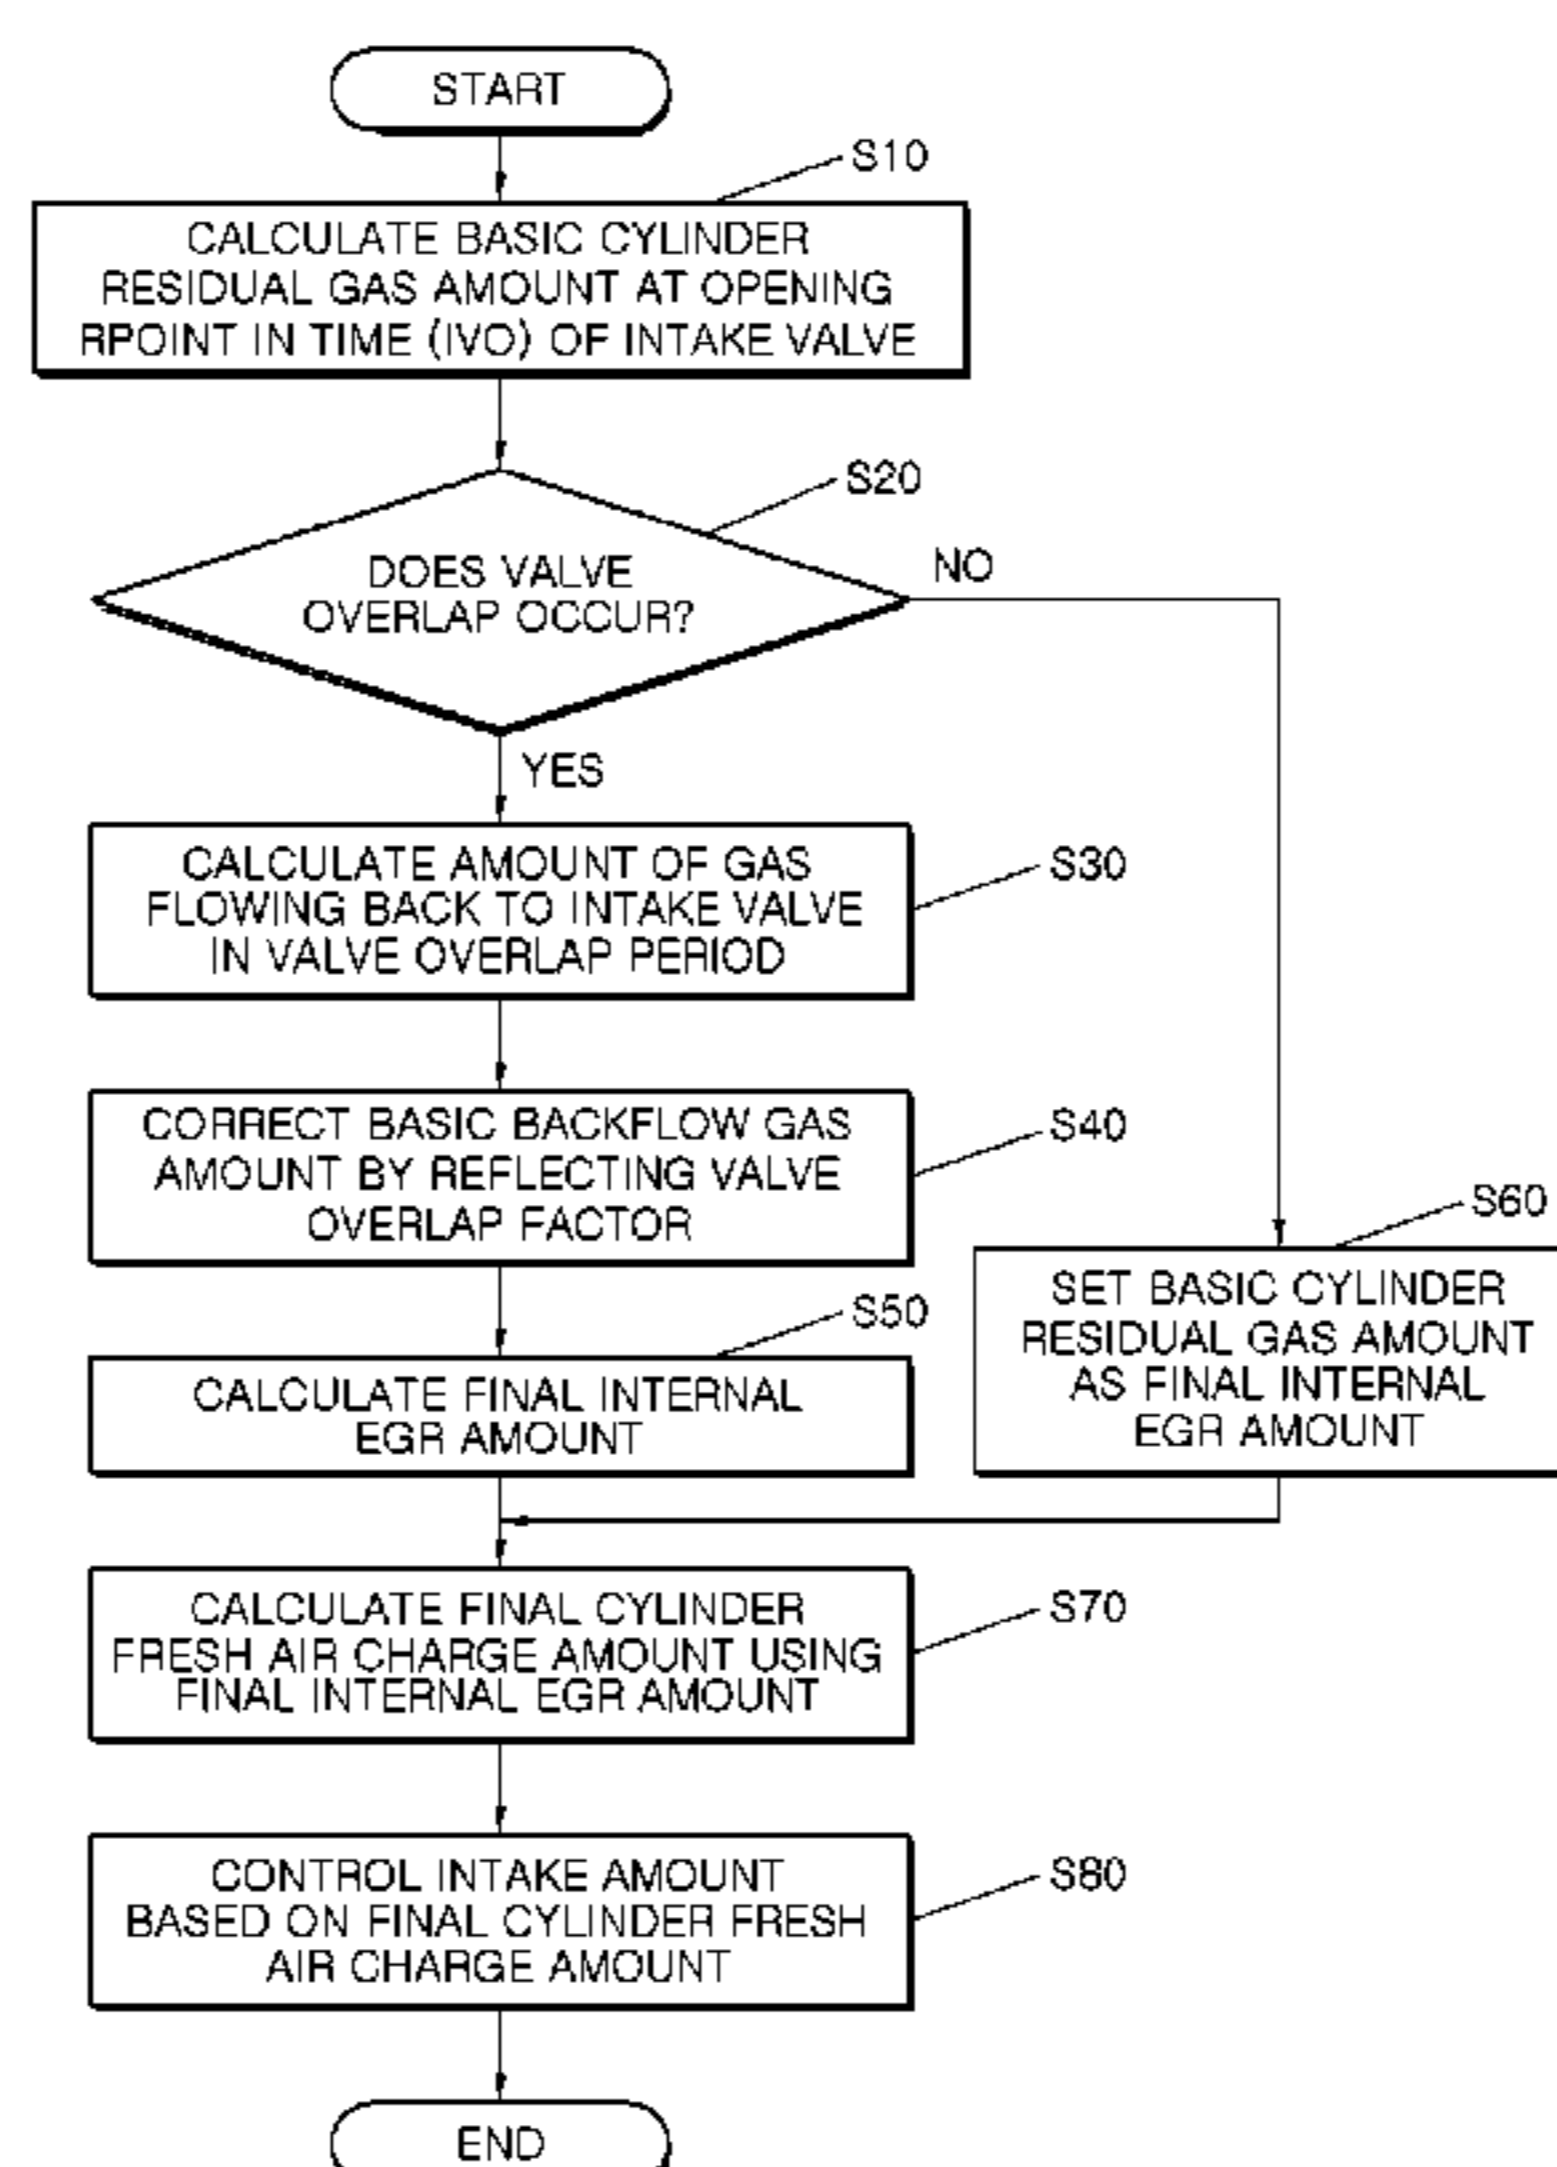 START
S10
CALCULATE BASIC CYLINDER
RESIDUAL GAS AMOUNT AT OPENING
RPOINT IN TIME (IVO) OF INTAKE VALVE
S20
DOES VALVE
OVERLAP OCCUR?
NO
YES
CALCULATE AMOUNT OF GAS
FLOWING BACK TO INTAKE VALVE
IN VALVE OVERLAP PERIOD
S30
CORRECT BASIC BACKFLOW GAS
AMOUNT BY REFLECTING VALVE
OVERLAP FACTOR
S40
S50
CALCULATE FINAL INTERNAL
EGR AMOUNT
S60
SET BASIC CYLINDER
RESIDUAL GAS AMOUNT
AS FINAL INTERNAL
EGR AMOUNT
CALCULATE FINAL CYLINDER
FRESH AIR CHARGE AMOUNT USING
FINAL INTERNAL EGR AMOUNT
S70
CONTROL INTAKE AMOUNT
BASED ON FINAL CYLINDER FRESH
AIR CHARGE AMOUNT
S80
END